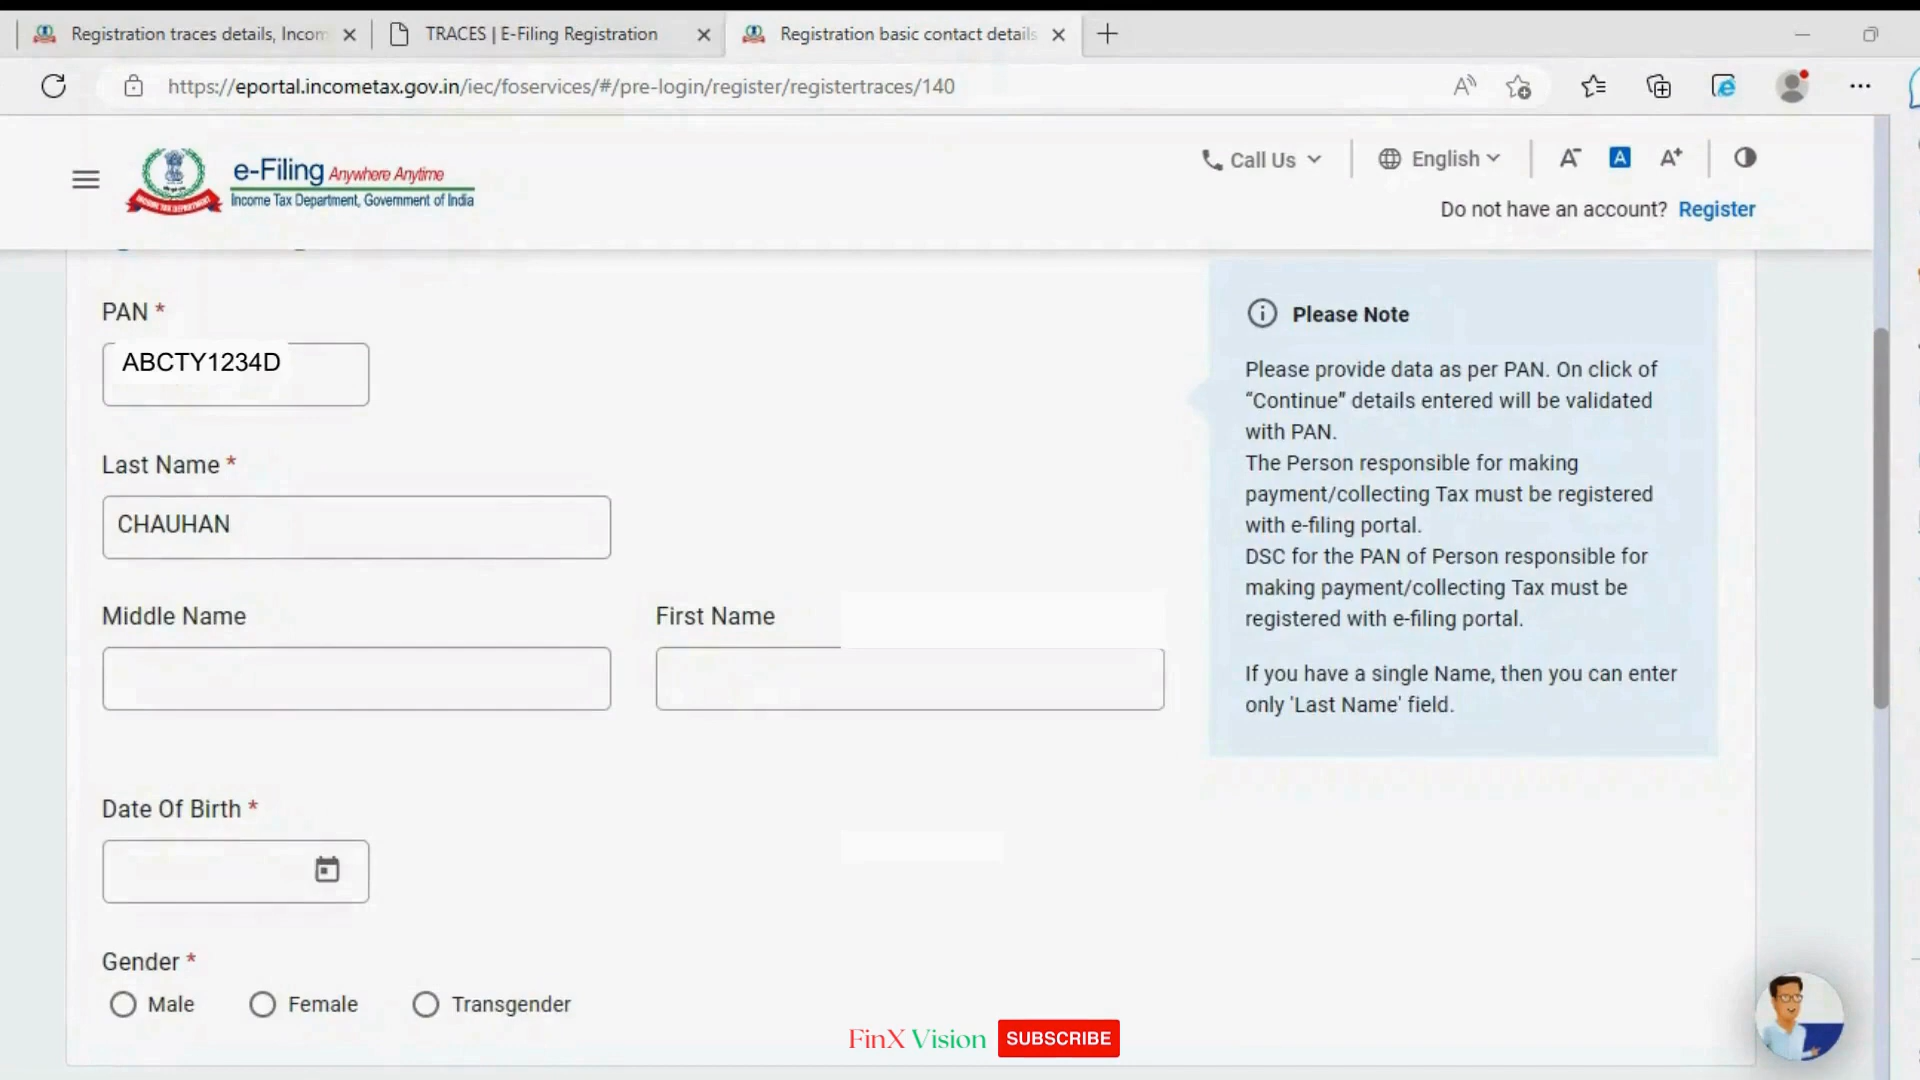 Registration traces details, Incom
TRACES | E-Filing Registration
Registration basic contact details
https://eportal.incometax.gov.in/iec/foservices/#/pre-login/register/registertraces/140
e-Filing Anywhere Anytime
Income Tax Department, Government of India
Call Us
English
A-
A
A+
Do not have an account? Register
PAN *
ABCTY1234D
Last Name *
CHAUHAN
Middle Name
First Name
Date Of Birth *
Gender *
Male
Female
Transgender
Please Note
Please provide data as per PAN. On click of
“Continue” details entered will be validated
with PAN.
The Person responsible for making
payment/collecting Tax must be registered
with e-filing portal.
DSC for the PAN of Person responsible for
making payment/collecting Tax must be
registered with e-filing portal.
If you have a single Name, then you can enter
only 'Last Name' field.
FinX Vision SUBSCRIBE